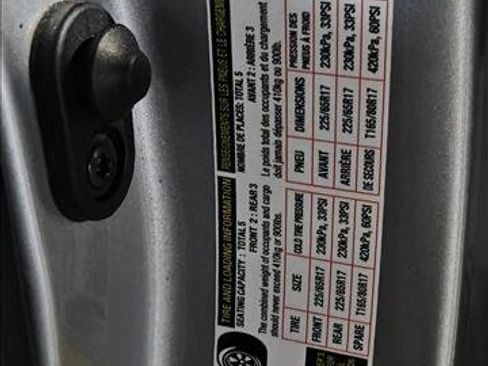 TIRE AND LOADING INFORMATION
SEATING CAPACITY : TOTAL 5
FRONT 2 : REAR 3
The combined weight of occupants and cargo
should never exceed 410kg or 900lbs.
TIRE SIZE COLD TIRE PRESSURE
FRONT 225/65R17 230kPa, 33PSI
REAR 225/65R17 230kPa, 33PSI
SPARE T165/80R17 420kPa, 60PSI
RENSEIGNEMENTS SUR LES PNEUS ET LE CHARGEMENT
NOMBRE DE PLACES: TOTAL 5
AVANT 2 : ARRIÈRE 3
Le poids total des occupants et du chargement
doit jamais dépasser 410kg ou 900lb.
PNEU DIMENSIONS PRESSION DES PNEUS À FROID
AVANT 225/65R17 230kPa, 33PSI
ARRIÈRE 225/65R17 230kPa, 33PSI
DE SECOURS T165/80R17 420kPa, 60PSI